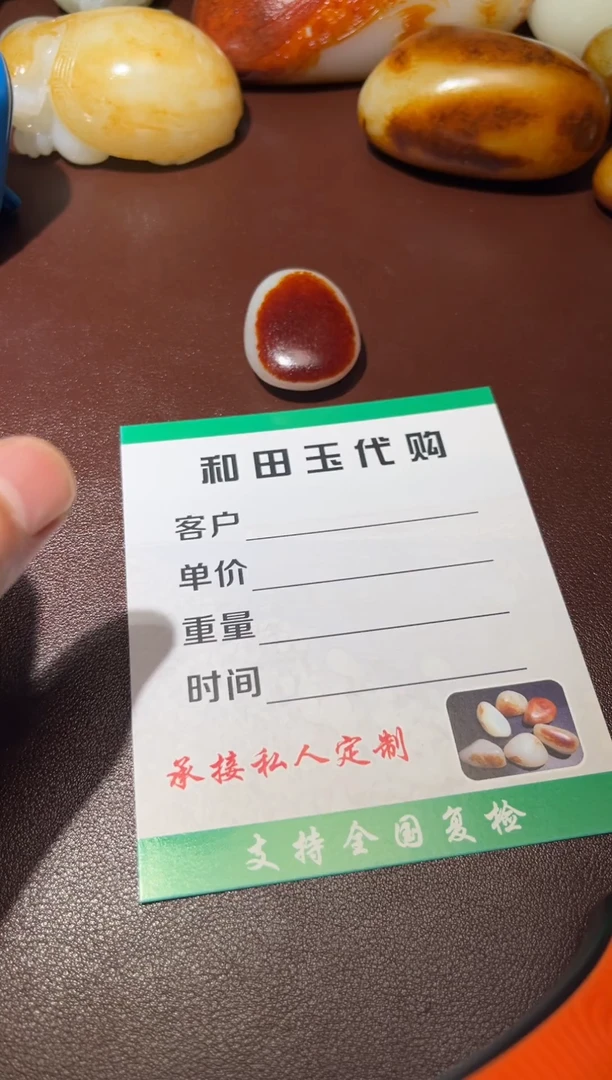 和田玉代购
客户
单价
重量
时间
承接私人定制
支持全国复检